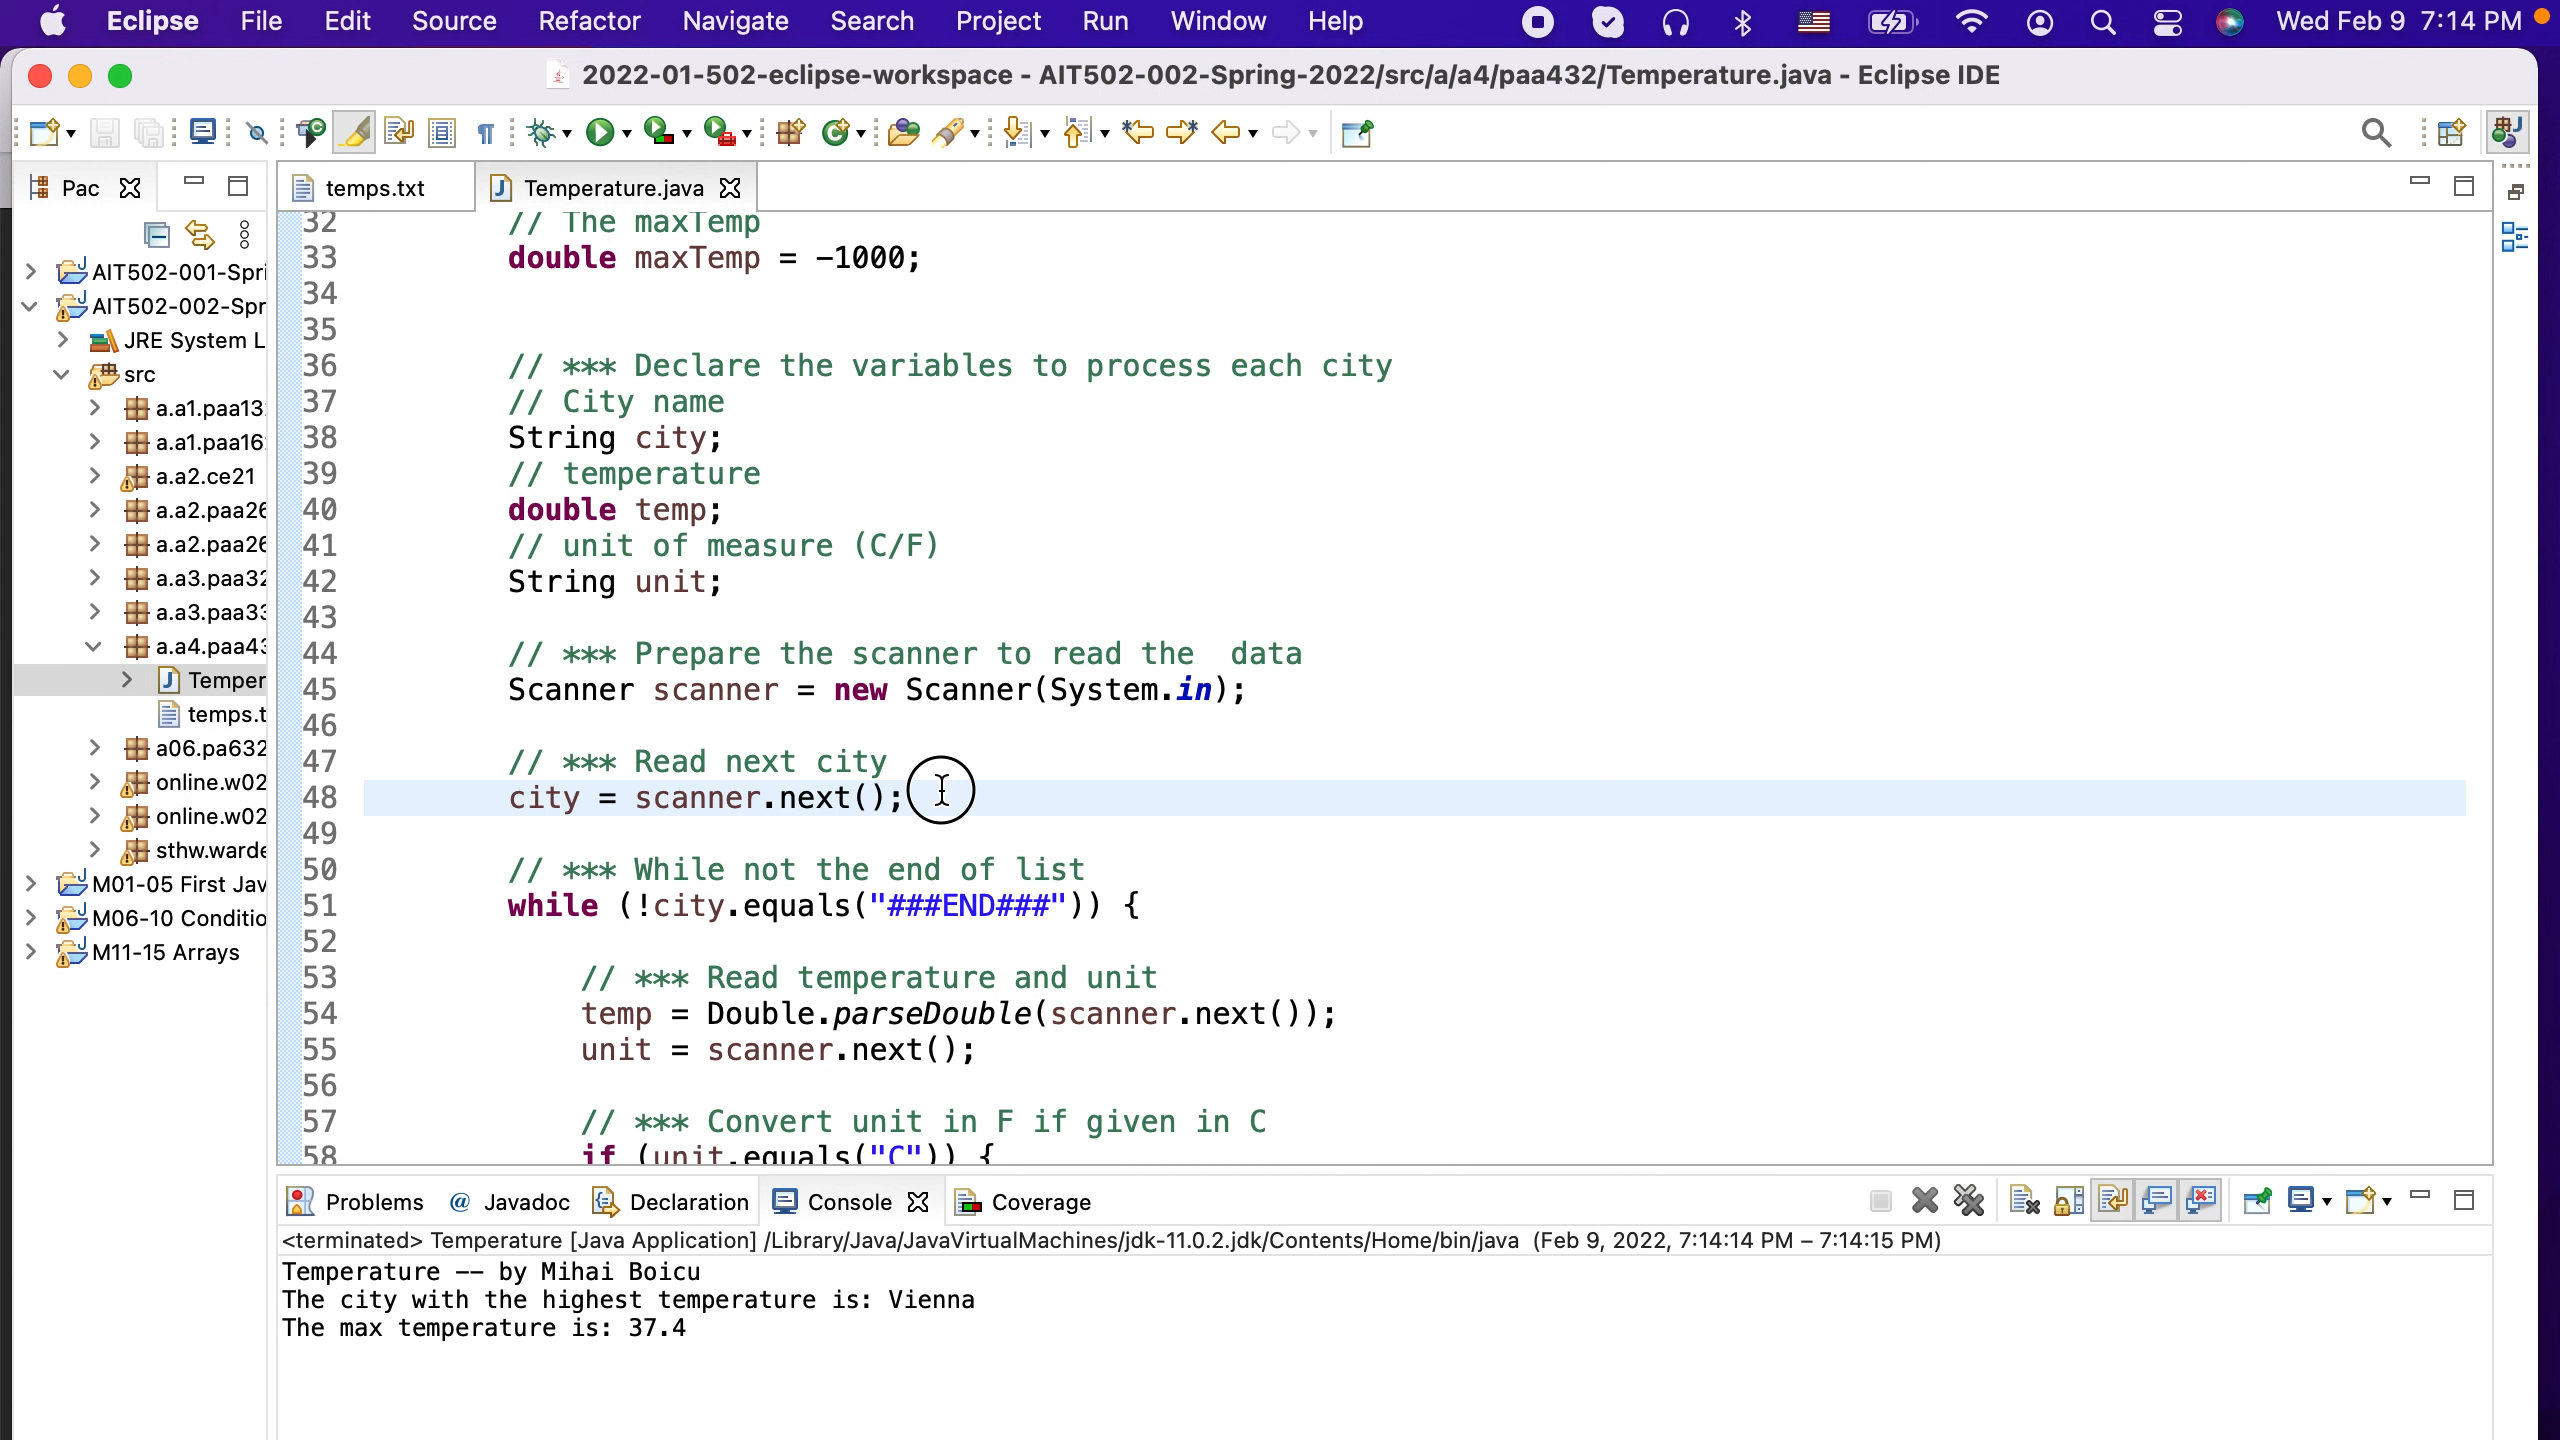 Eclipse File Edit Source Refactor Navigate Search Project Run Window Help Wed Feb 9 7:14 PM
2022-01-502-eclipse-workspace - AIT502-002-Spring-2022/src/a/a4/paa432/Temperature.java - Eclipse IDE
Pac
temps.txt
Temperature.java
AIT502-001-Spri
AIT502-002-Spr
JRE System L
src
a.a1.paa13
a.a1.paa16
a.a2.ce21
a.a2.paa26
a.a2.paa26
a.a3.paa32
a.a3.paa33
a.a4.paa43
Temper
temps.t
a06.pa632
online.w02
online.w02
sthw.warde
M01-05 First Jav
M06-10 Conditio
M11-15 Arrays
32 // The maxTemp
33 double maxTemp = -1000;
34
35
36 // *** Declare the variables to process each city
37 // City name
38 String city;
39 // temperature
40 double temp;
41 // unit of measure (C/F)
42 String unit;
43
44 // *** Prepare the scanner to read the  data
45 Scanner scanner = new Scanner(System.in);
46
47 // *** Read next city
48 city = scanner.next();
49
50 // *** While not the end of list
51 while (!city.equals("###END###")) {
52
53 // *** Read temperature and unit
54 temp = Double.parseDouble(scanner.next());
55 unit = scanner.next();
56
57 // *** Convert unit in F if given in C
58 if (unit.equals("C")) {
Problems @ Javadoc Declaration Console Coverage
<terminated> Temperature [Java Application] /Library/Java/JavaVirtualMachines/jdk-11.0.2.jdk/Contents/Home/bin/java (Feb 9, 2022, 7:14:14 PM – 7:14:15 PM)
Temperature -- by Mihai Boicu
The city with the highest temperature is: Vienna
The max temperature is: 37.4